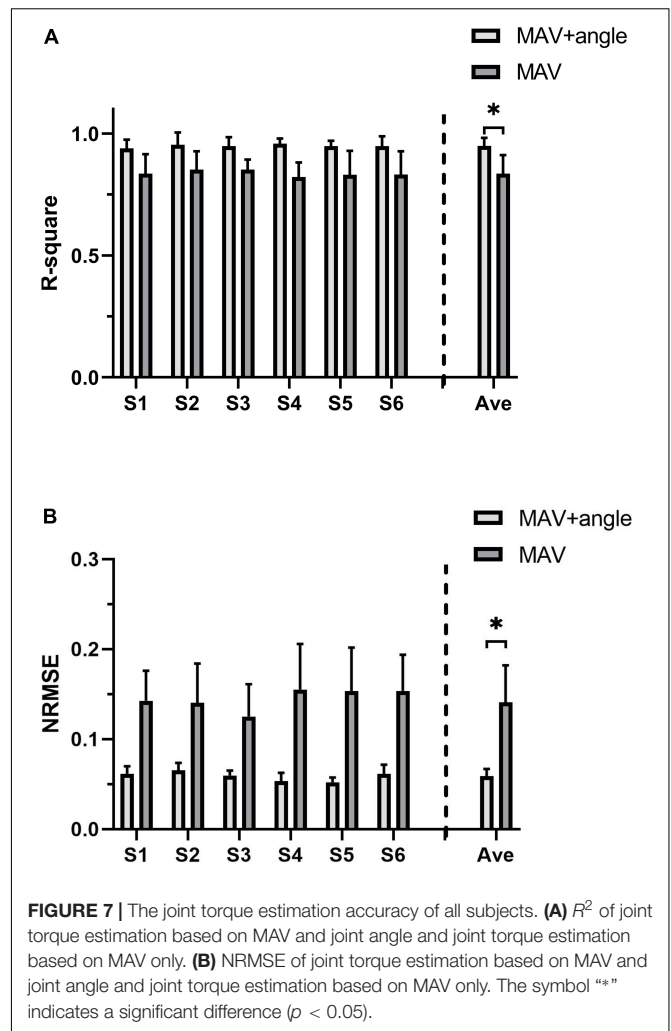 A
MAV+angle
MAV
*
1.0
0.5
0.0
R-square
S1 S2 S3 S4 S5 S6 Ave
B
MAV+angle
MAV
*
0.3
0.2
0.1
0.0
NRMSE
S1 S2 S3 S4 S5 S6 Ave
FIGURE 7 | The joint torque estimation accuracy of all subjects. (A) R² of joint
torque estimation based on MAV and joint angle and joint torque estimation
based on MAV only. (B) NRMSE of joint torque estimation based on MAV and
joint angle and joint torque estimation based on MAV only. The symbol “*”
indicates a significant difference (p < 0.05).